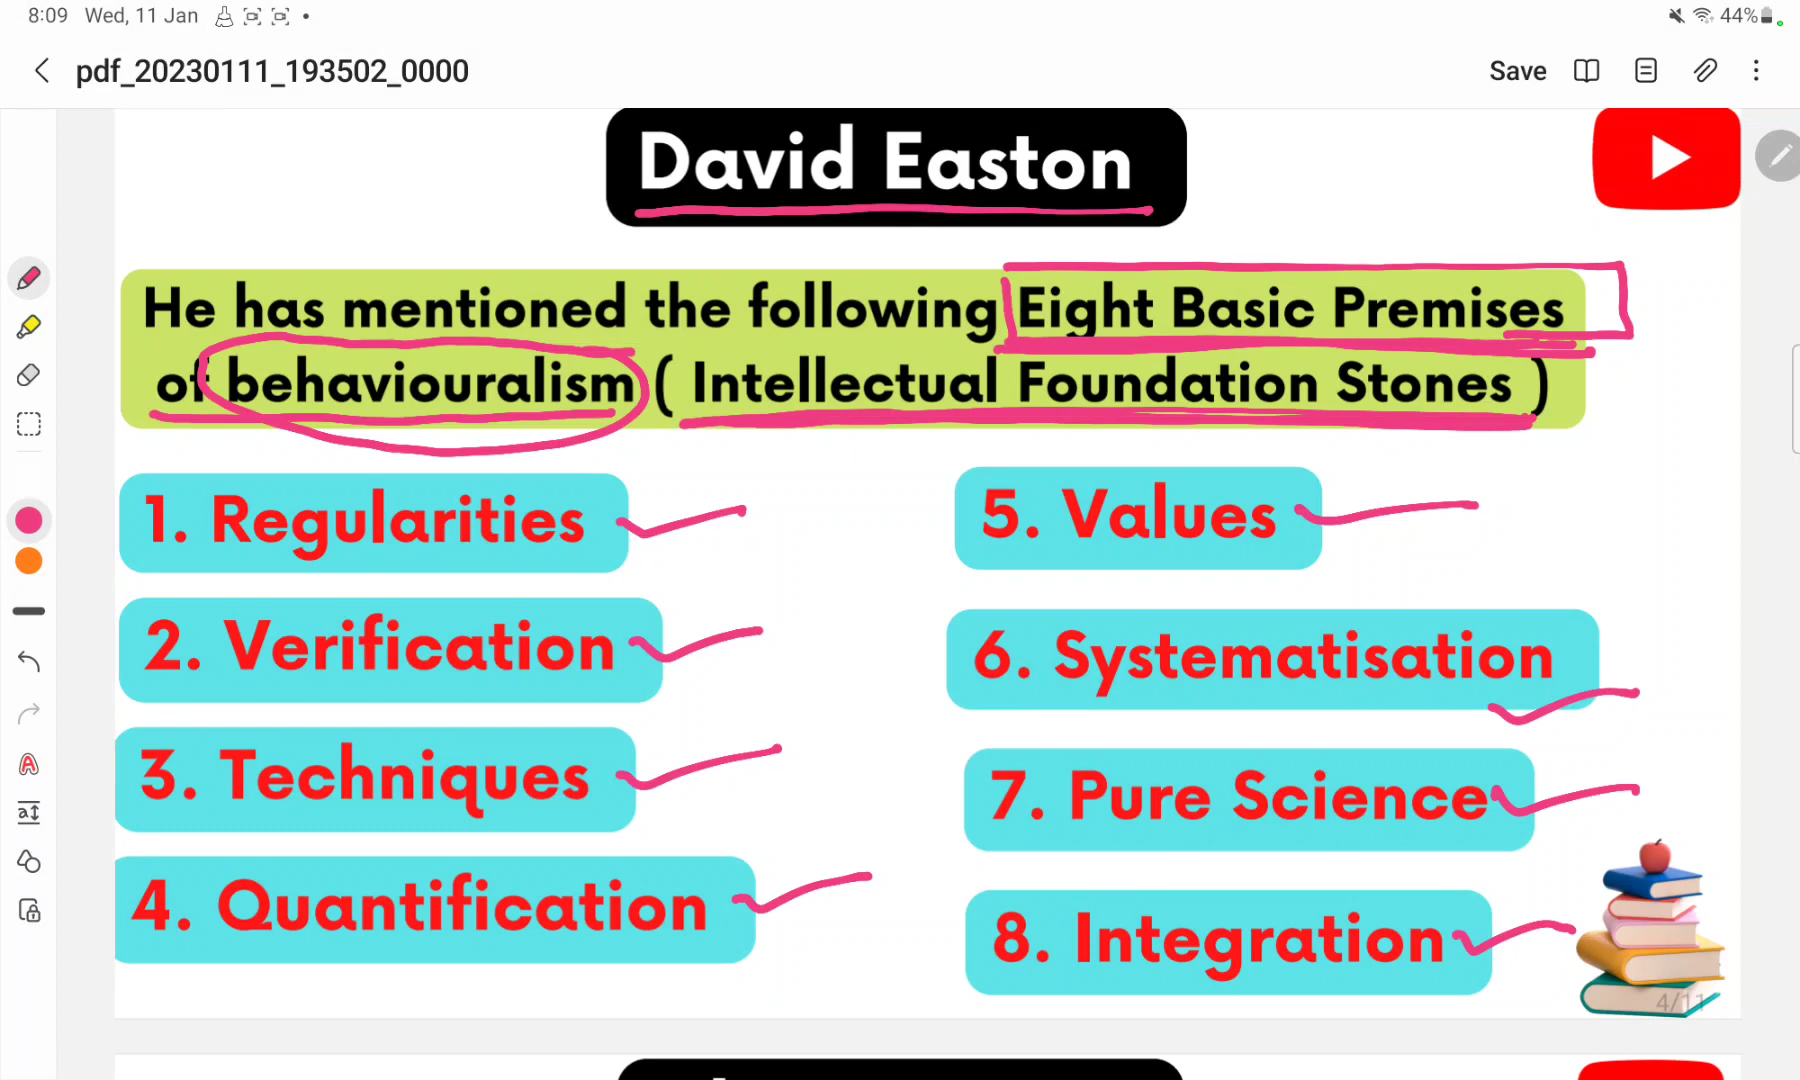 8:09 Wed, 11 Jan
44%
pdf_20230111_193502_0000
Save
David Easton
He has mentioned the following Eight Basic Premises
of behaviouralism ( Intellectual Foundation Stones )
1. Regularities
2. Verification
3. Techniques
4. Quantification
5. Values
6. Systematisation
7. Pure Science
8. Integration
4/11